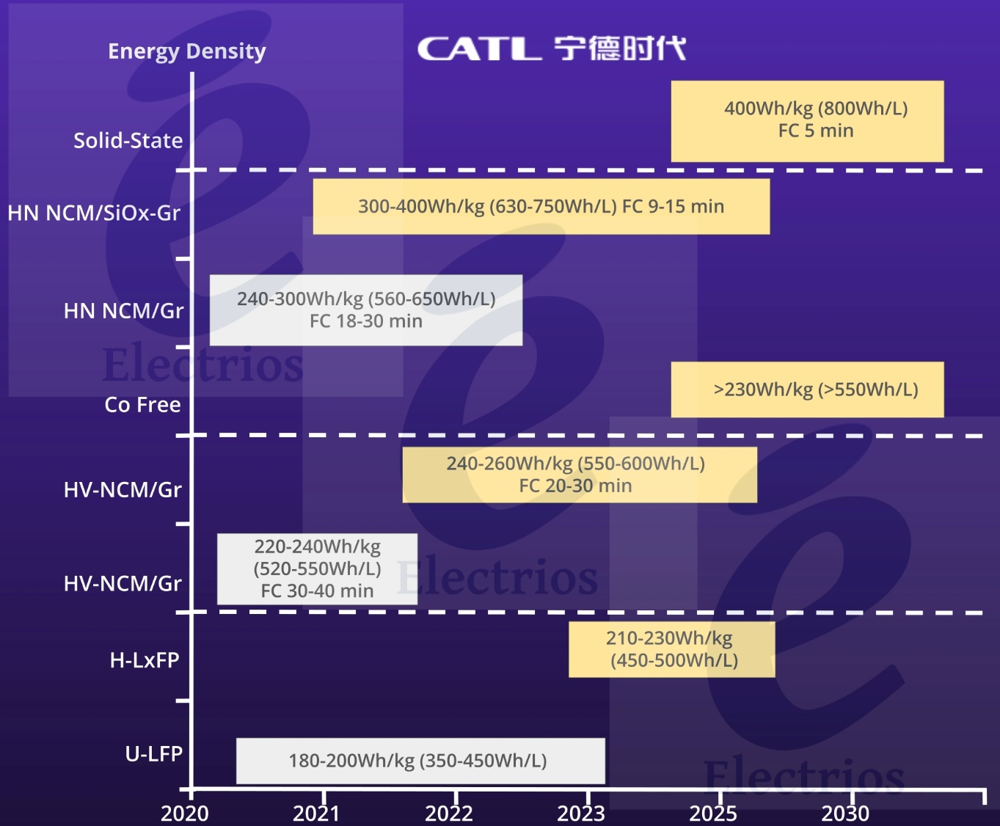 Energy Density
CATL 宁德时代
Solid-State
400Wh/kg (800Wh/L)
FC 5 min
HN NCM/SiOx-Gr
300-400Wh/kg (630-750Wh/L) FC 9-15 min
HN NCM/Gr
240-300Wh/kg (560-650Wh/L)
FC 18-30 min
Electrios
Co Free
>230Wh/kg (>550Wh/L)
HV-NCM/Gr
240-260Wh/kg (550-600Wh/L)
FC 20-30 min
HV-NCM/Gr
220-240Wh/kg
(520-550Wh/L)
FC 30-40 min
Electrios
H-LxFP
210-230Wh/kg
(450-500Wh/L)
U-LFP
180-200Wh/kg (350-450Wh/L)
Electrios
2020 2021 2022 2023 2025 2030